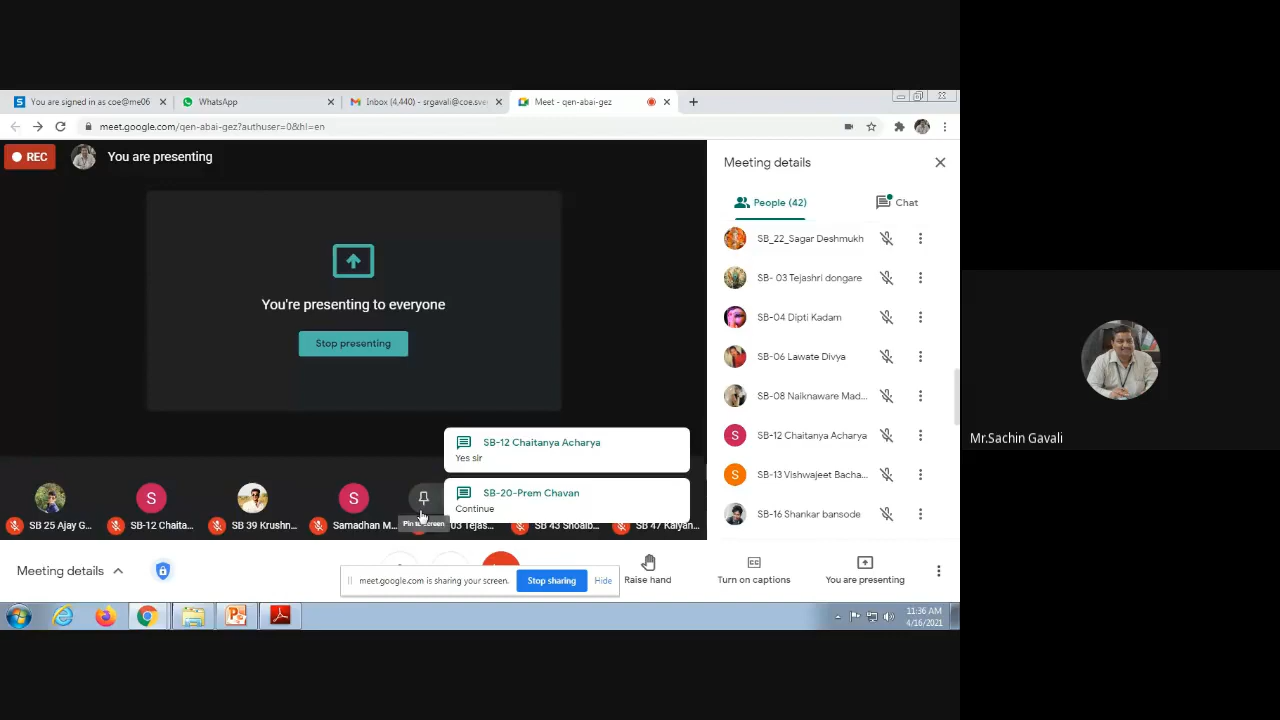 You are signed in as coe@me06
WhatsApp
Inbox (4,440) - srgavali@coe.sve
Meet - qen-abai-gez
meet.google.com/qen-abai-gez?authuser=0&hl=en
REC
You are presenting
You're presenting to everyone
Stop presenting
SB-12 Chaitanya Acharya
Yes sir
SB-20-Prem Chavan
Continue
SB 25 Ajay G...
SB-12 Chaita...
SB 39 Krushn...
Samadhan M...
Pin to screen
03 Tejas...
SB 43 Shoaib...
SB 47 Kalyan...
Meeting details
People (42)
Chat
SB_22_Sagar Deshmukh
SB- 03 Tejashri dongare
SB-04 Dipti Kadam
SB-06 Lawate Divya
SB-08 Naiknaware Mad...
SB-12 Chaitanya Acharya
SB-13 Vishwajeet Bacha...
SB-16 Shankar bansode
Meeting details
meet.google.com is sharing your screen.
Stop sharing
Hide
Raise hand
Turn on captions
You are presenting
11:36 AM
4/16/2021
Mr.Sachin Gavali